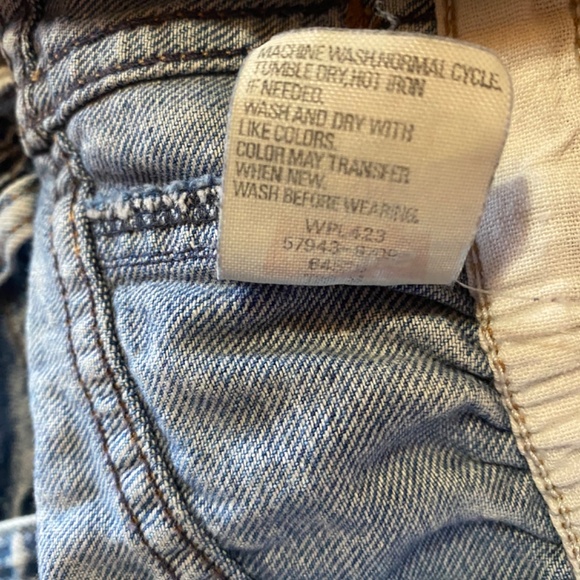 MACHINE WASH,NORMAL CYCLE,
TUMBLE DRY,HOT IRON
IF NEEDED.
WASH AND DRY WITH
LIKE COLORS.
COLOR MAY TRANSFER
WHEN NEW.
WASH BEFORE WEARING.
WPL423